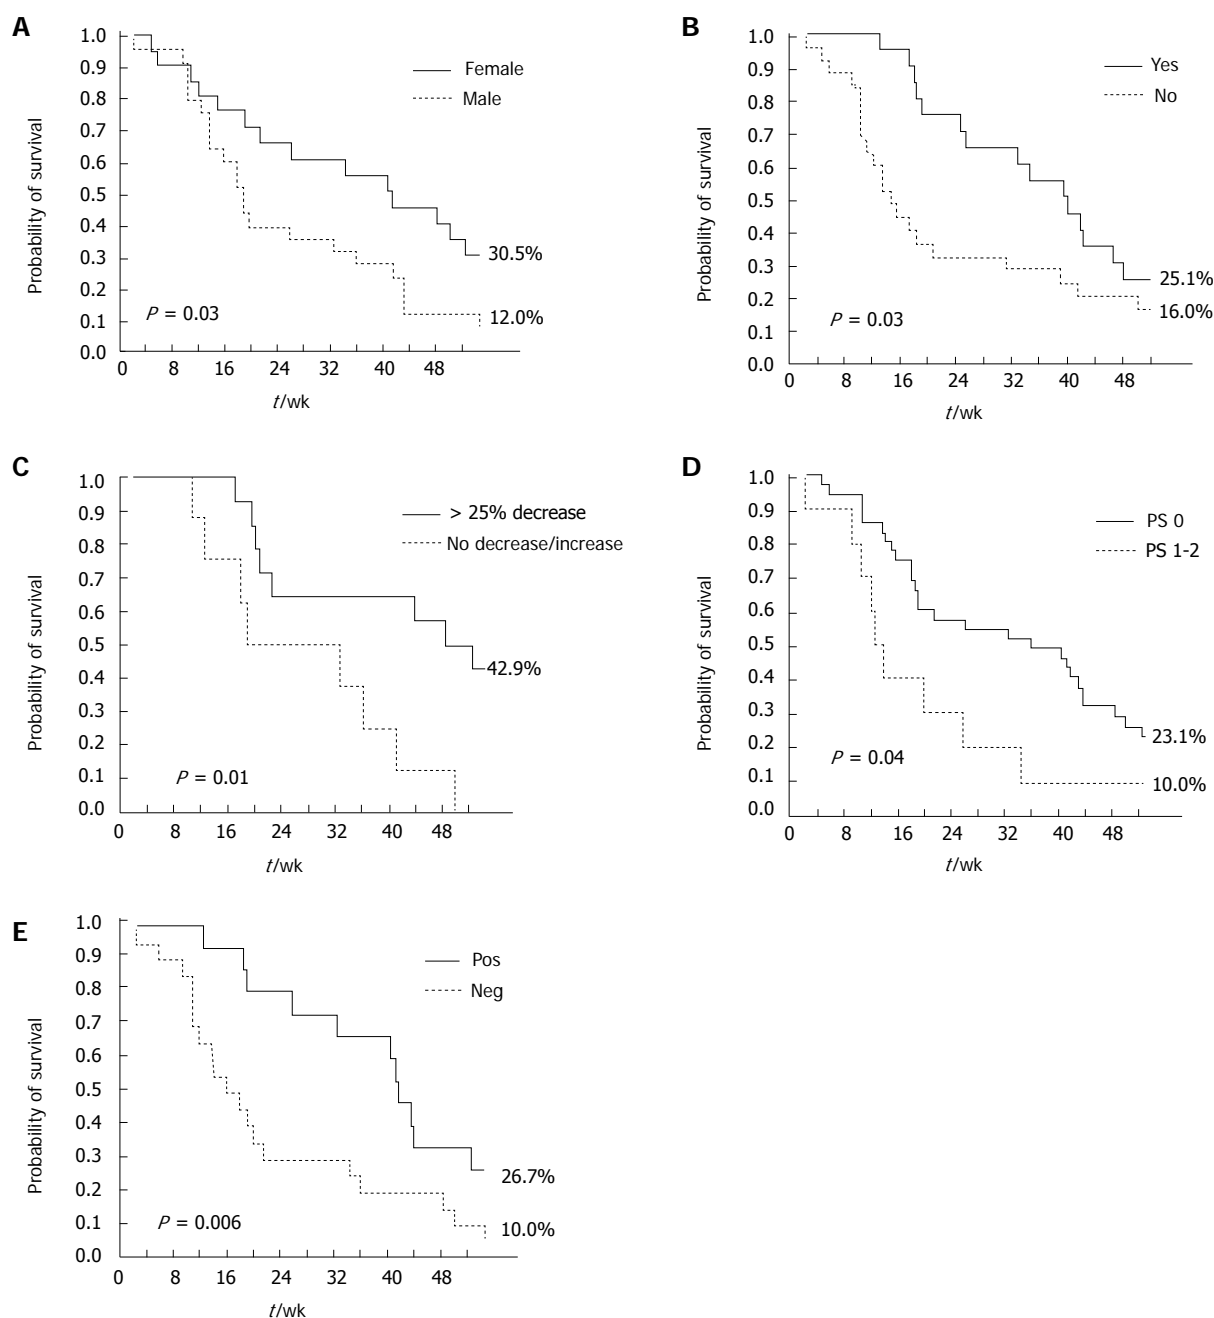 A
Probability of survival
1.0
0.9
0.8
0.7
0.6
0.5
0.4
0.3
0.2
0.1
0.0
Female
Male
30.5%
12.0%
P = 0.03
0 8 16 24 32 40 48
t/wk
B
Probability of survival
1.0
0.9
0.8
0.7
0.6
0.5
0.4
0.3
0.2
0.1
0.0
Yes
No
25.1%
16.0%
P = 0.03
0 8 16 24 32 40 48
t/wk
C
Probability of survival
1.0
0.9
0.8
0.7
0.6
0.5
0.4
0.3
0.2
0.1
0.0
> 25% decrease
No decrease/increase
42.9%
P = 0.01
0 8 16 24 32 40 48
t/wk
D
Probability of survival
1.0
0.9
0.8
0.7
0.6
0.5
0.4
0.3
0.2
0.1
0.0
PS 0
PS 1-2
23.1%
10.0%
P = 0.04
0 8 16 24 32 40 48
t/wk
E
Probability of survival
1.0
0.9
0.8
0.7
0.6
0.5
0.4
0.3
0.2
0.1
0.0
Pos
Neg
26.7%
10.0%
P = 0.006
0 8 16 24 32 40 48
t/wk